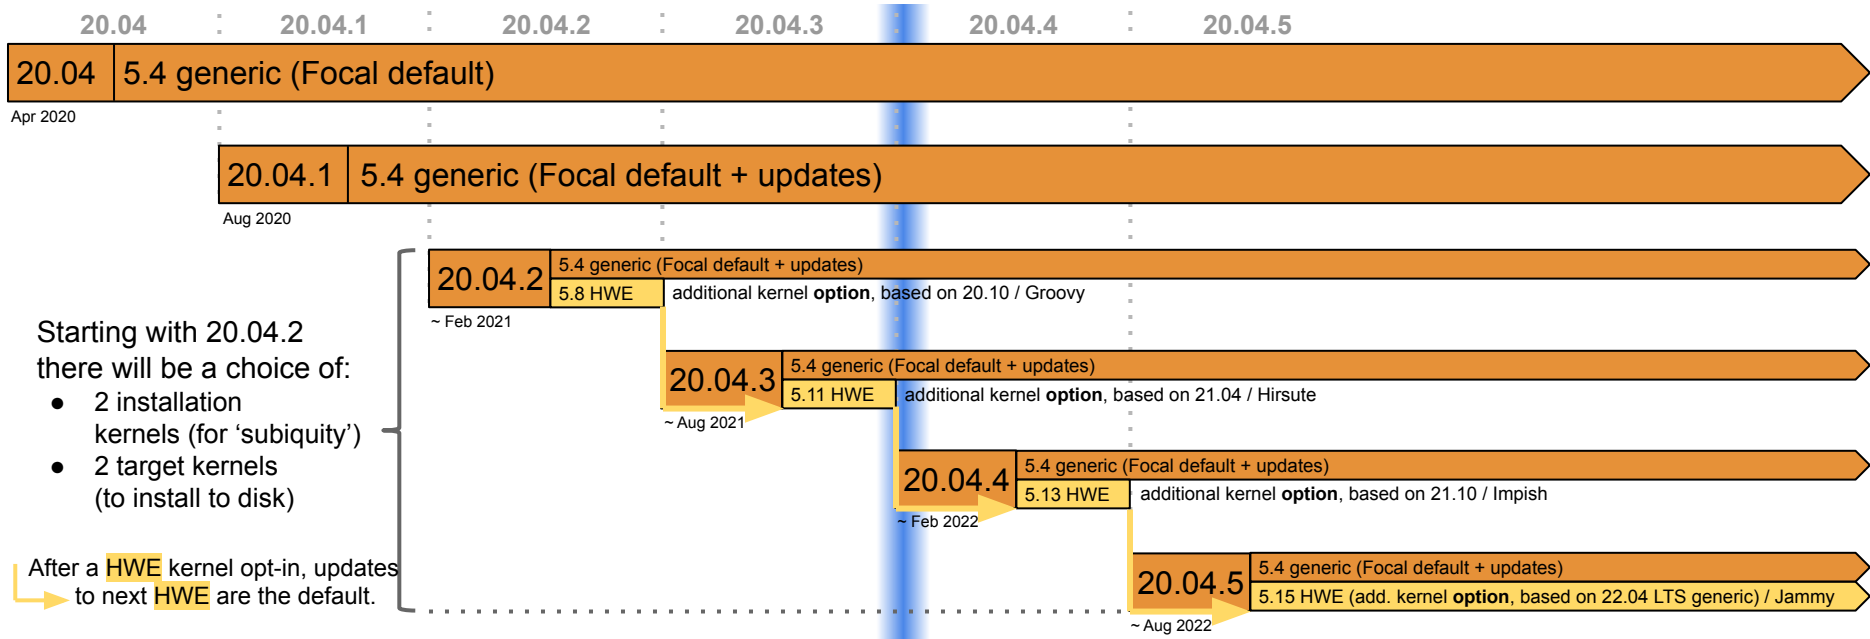 20.04
20.04.1
20.04.2
20.04.3
20.04.4
20.04.5
20.04
5.4 generic (Focal default)
Apr 2020
20.04.1
5.4 generic (Focal default + updates)
Aug 2020
20.04.2
5.4 generic (Focal default + updates)
5.8 HWE
additional kernel option, based on 20.10 / Groovy
~ Feb 2021
Starting with 20.04.2
there will be a choice of:
● 2 installation
kernels (for ‘subiquity’)
● 2 target kernels
(to install to disk)
20.04.3
5.4 generic (Focal default + updates)
5.11 HWE
additional kernel option, based on 21.04 / Hirsute
~ Aug 2021
20.04.4
5.4 generic (Focal default + updates)
5.13 HWE
additional kernel option, based on 21.10 / Impish
~ Feb 2022
After a HWE kernel opt-in, updates
to next HWE are the default.
20.04.5
5.4 generic (Focal default + updates)
5.15 HWE (add. kernel option, based on 22.04 LTS generic) / Jammy
~ Aug 2022